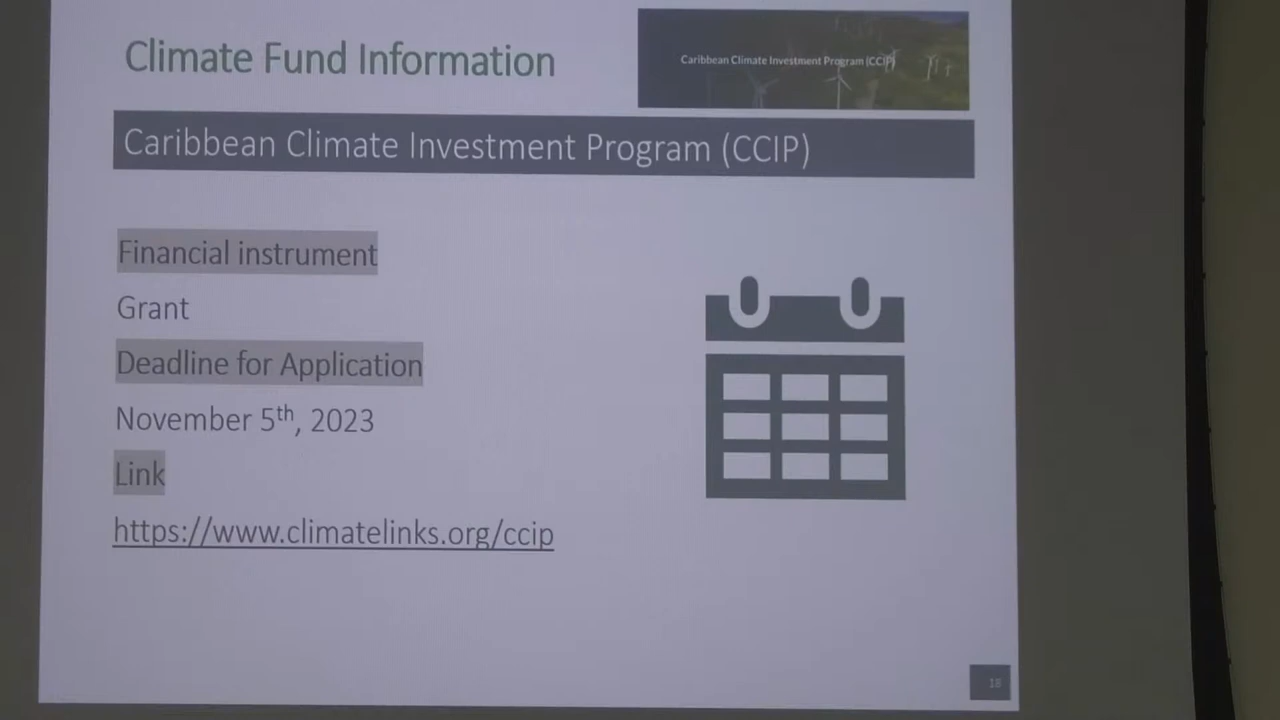 Climate Fund Information
Caribbean Climate Investment Program (CCIP)
Caribbean Climate Investment Program (CCIP)
Financial instrument
Grant
Deadline for Application
November 5th, 2023
Link
https://www.climatelinks.org/ccip
18